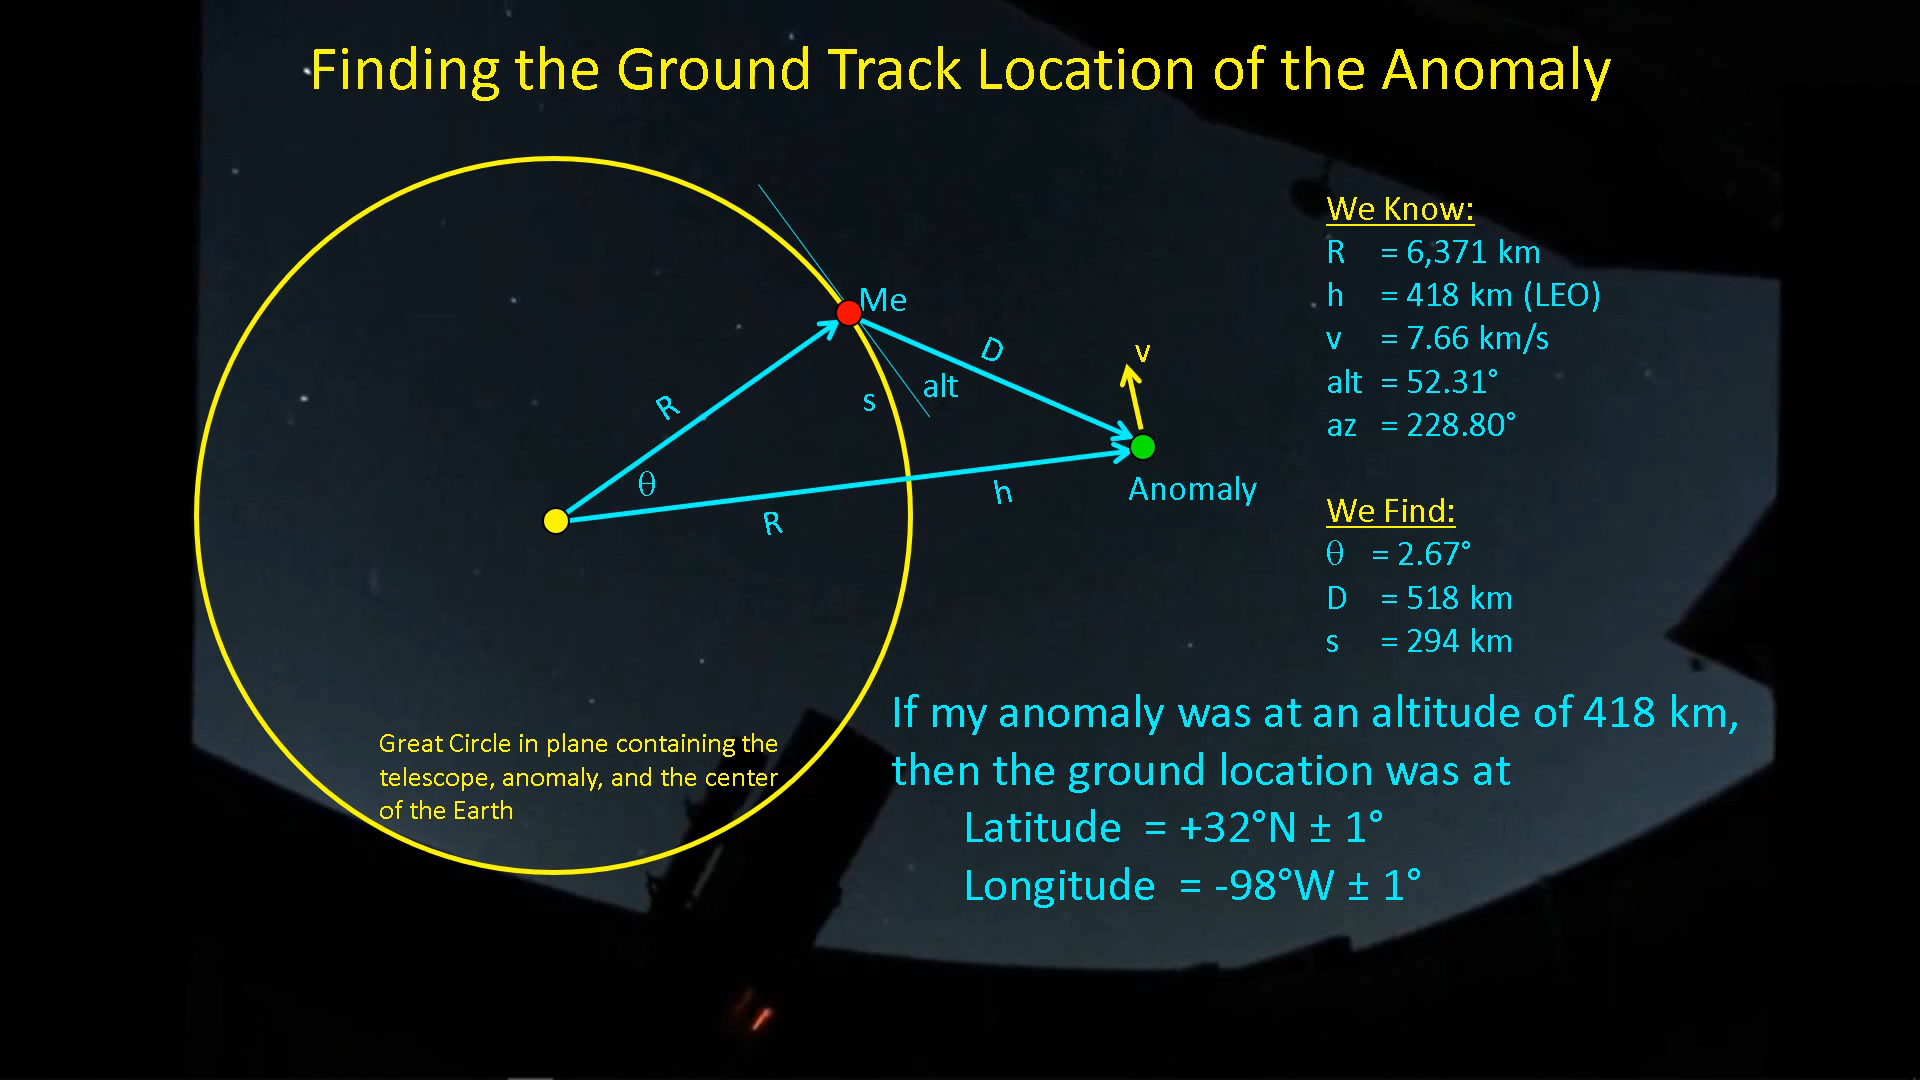 Finding the Ground Track Location of the Anomaly
Me
D
v
alt
s
R
θ
h
R
Anomaly
We Know:
R = 6,371 km
h = 418 km (LEO)
v = 7.66 km/s
alt = 52.31°
az = 228.80°
We Find:
θ = 2.67°
D = 518 km
s = 294 km
If my anomaly was at an altitude of 418 km,
then the ground location was at
Latitude = +32°N ± 1°
Longitude = -98°W ± 1°
Great Circle in plane containing the
telescope, anomaly, and the center
of the Earth